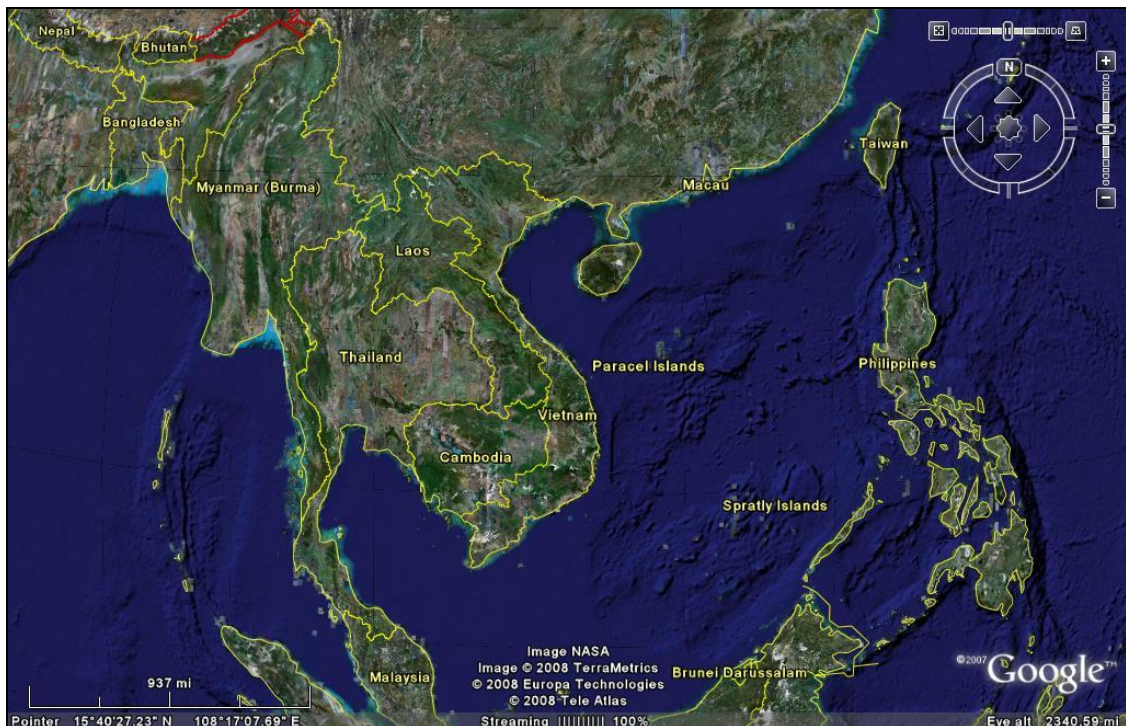 Nepal
Bhutan
N
Bangladesh
Taiwan
Myanmar (Burma)
Macau
Laos
Thailand
Paracel Islands
Philippines
Vietnam
Cambodia
Spratly Islands
Image NASA
Image © 2008 TerraMetrics
© 2008 Europa Technologies
© 2008 Tele Atlas
Malaysia
Brunei Darussalam
©2007 Google™
937 mi
Pointer 15°40'27.23" N 108°17'07.69" E Streaming 100% Eye alt 2340.59 mi